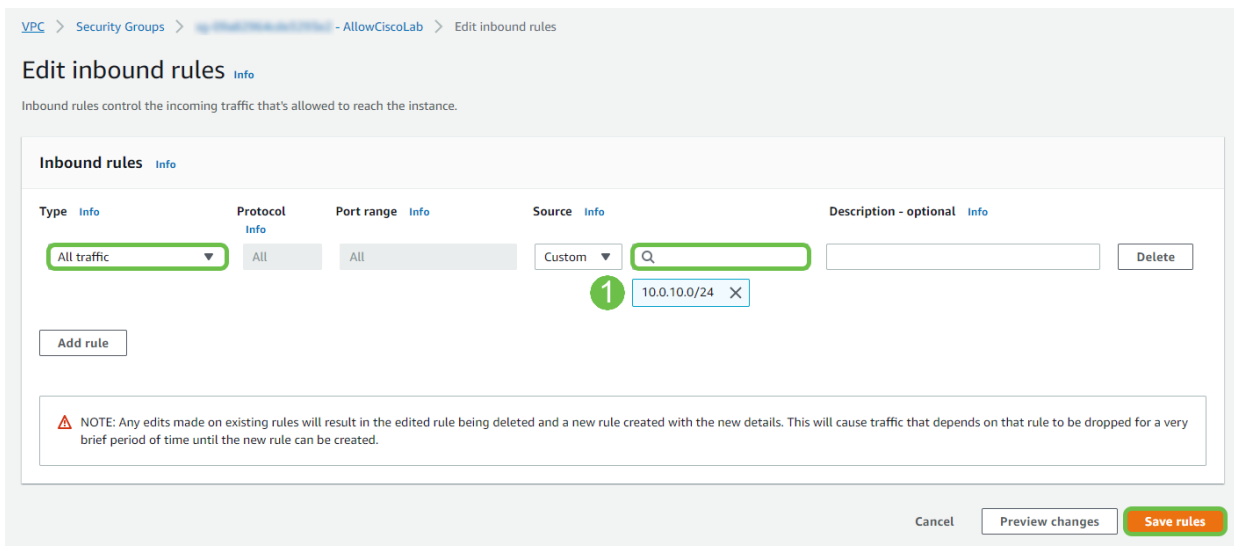 VPC > Security Groups > - AllowCiscoLab > Edit inbound rules
Edit inbound rules Info
Inbound rules control the incoming traffic that's allowed to reach the instance.
Inbound rules Info
Type Info Protocol Port range Info Source Info Description - optional Info
Info
All traffic All All Custom Delete
1 10.0.10.0/24
Add rule
NOTE: Any edits made on existing rules will result in the edited rule being deleted and a new rule created with the new details. This will cause traffic that depends on that rule to be dropped for a very
brief period of time until the new rule can be created.
Cancel Preview changes Save rules